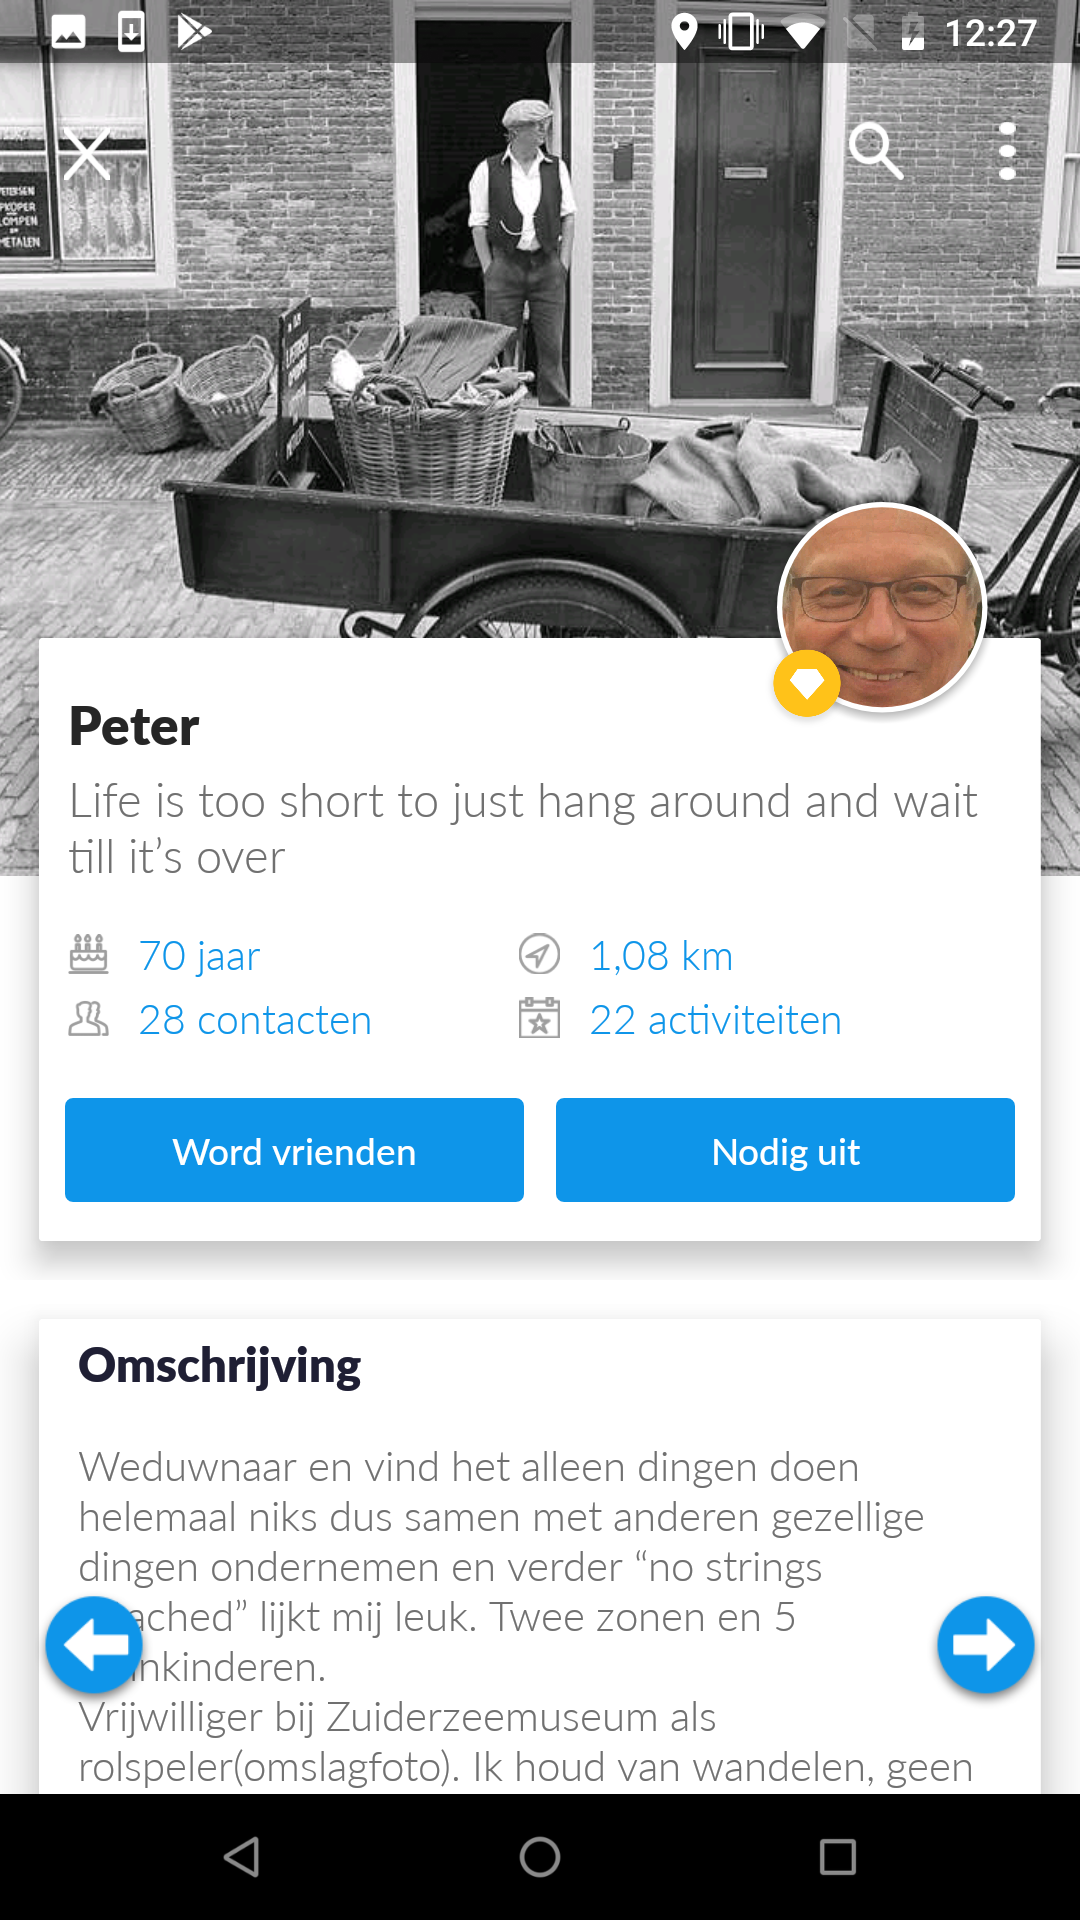 12:27
PETERSEN
OPKOPER
LOMPEN
METALEN
Peter
Life is too short to just hang around and wait
till it’s over
70 jaar
1,08 km
28 contacten
22 activiteiten
Word vrienden
Nodig uit
Omschrijving
Weduwnaar en vind het alleen dingen doen
helemaal niks dus samen met anderen gezellige
dingen ondernemen en verder “no strings
ached” lijkt mij leuk. Twee zonen en 5
nkinderen.
Vrijwilliger bij Zuiderzeemuseum als
rolspeler(omslagfoto). Ik houd van wandelen, geen